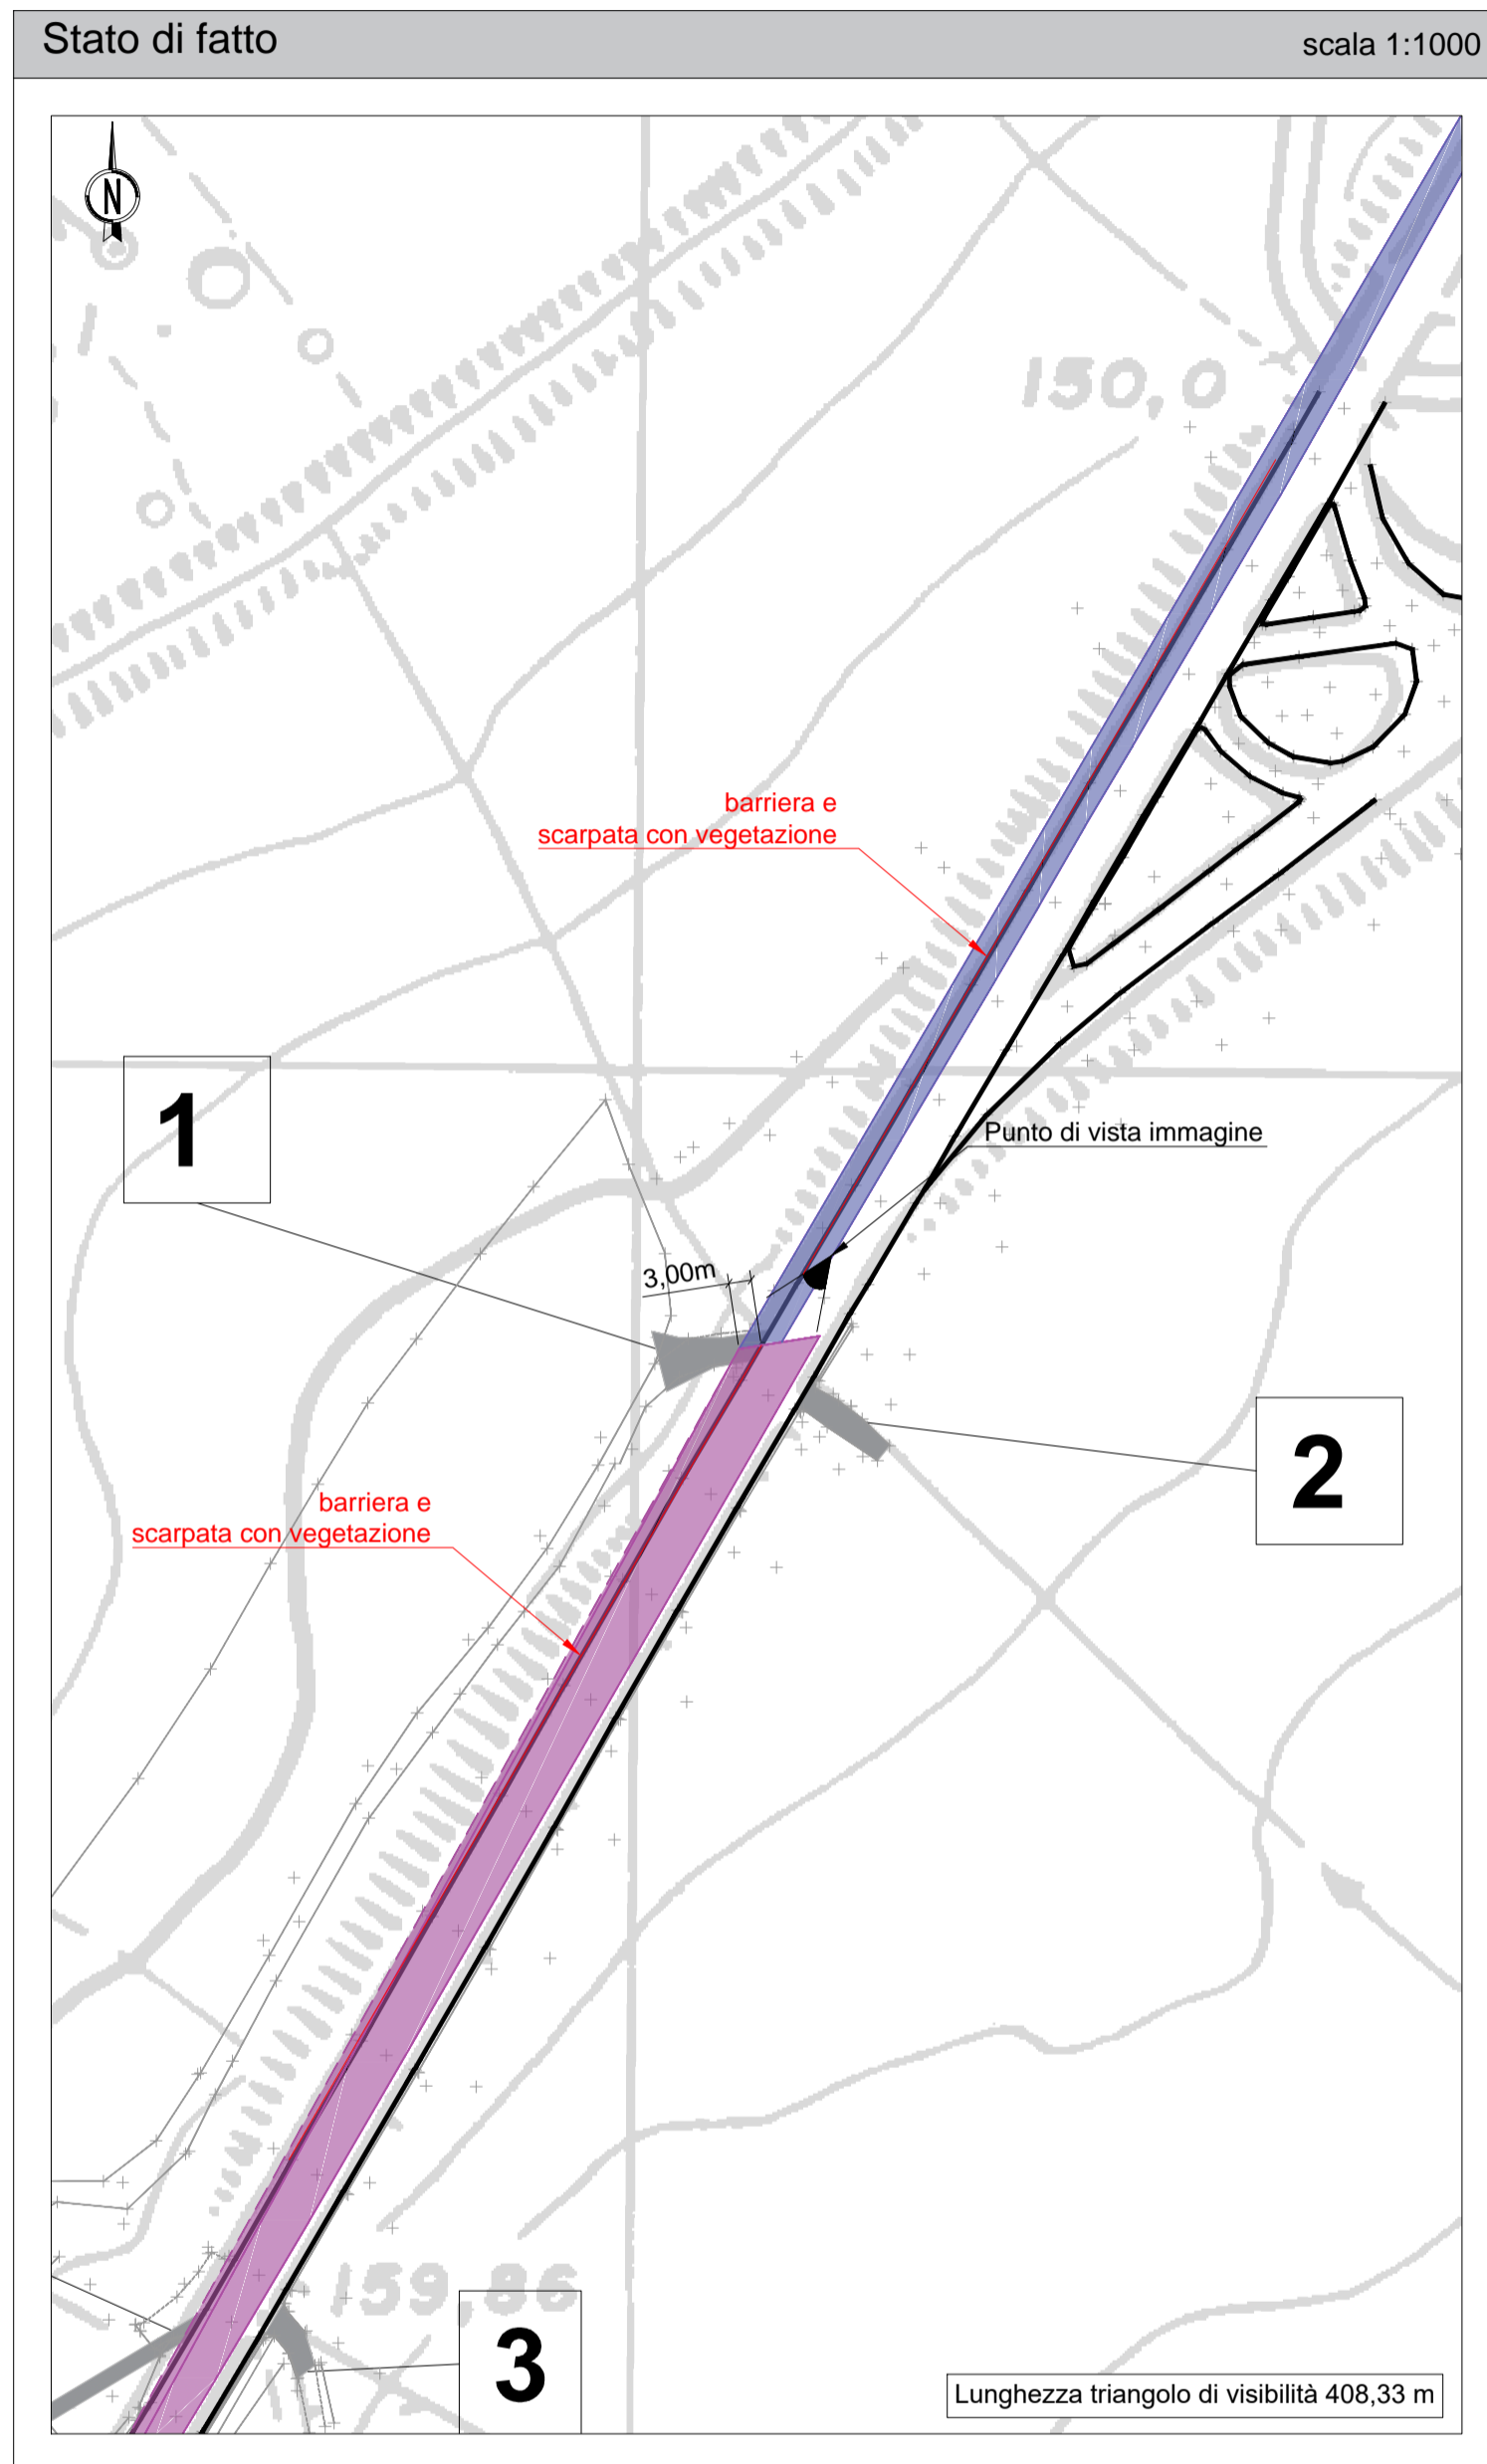 Stato di fatto
scala 1:1000
N
150,0
barriera e
scarpata con vegetazione
1
Punto di vista immagine
3,00m
2
barriera e
scarpata con vegetazione
159,86
3
Lunghezza triangolo di visibilità 408,33 m